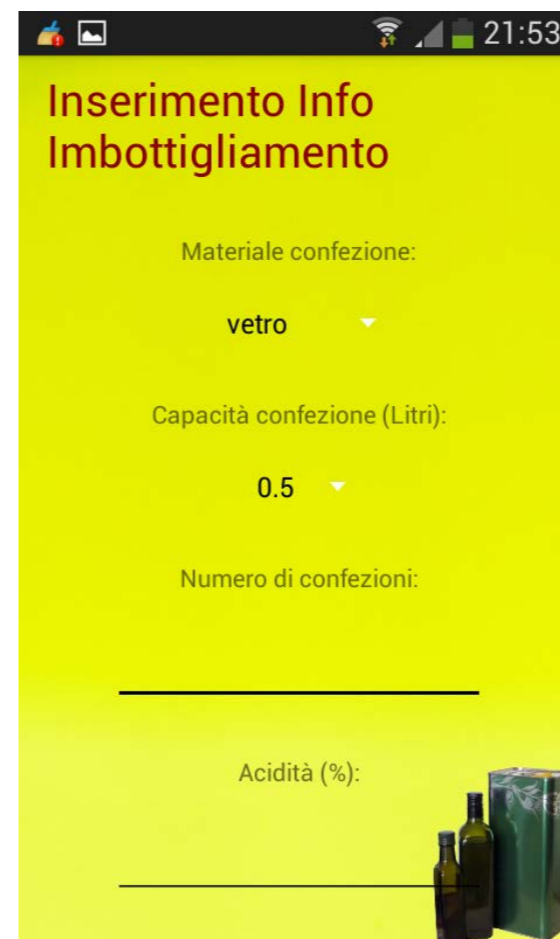 21:53
Inserimento Info
Imbottigliamento
Materiale confezione:
vetro
Capacità confezione (Litri):
0.5
Numero di confezioni:
Acidità (%):